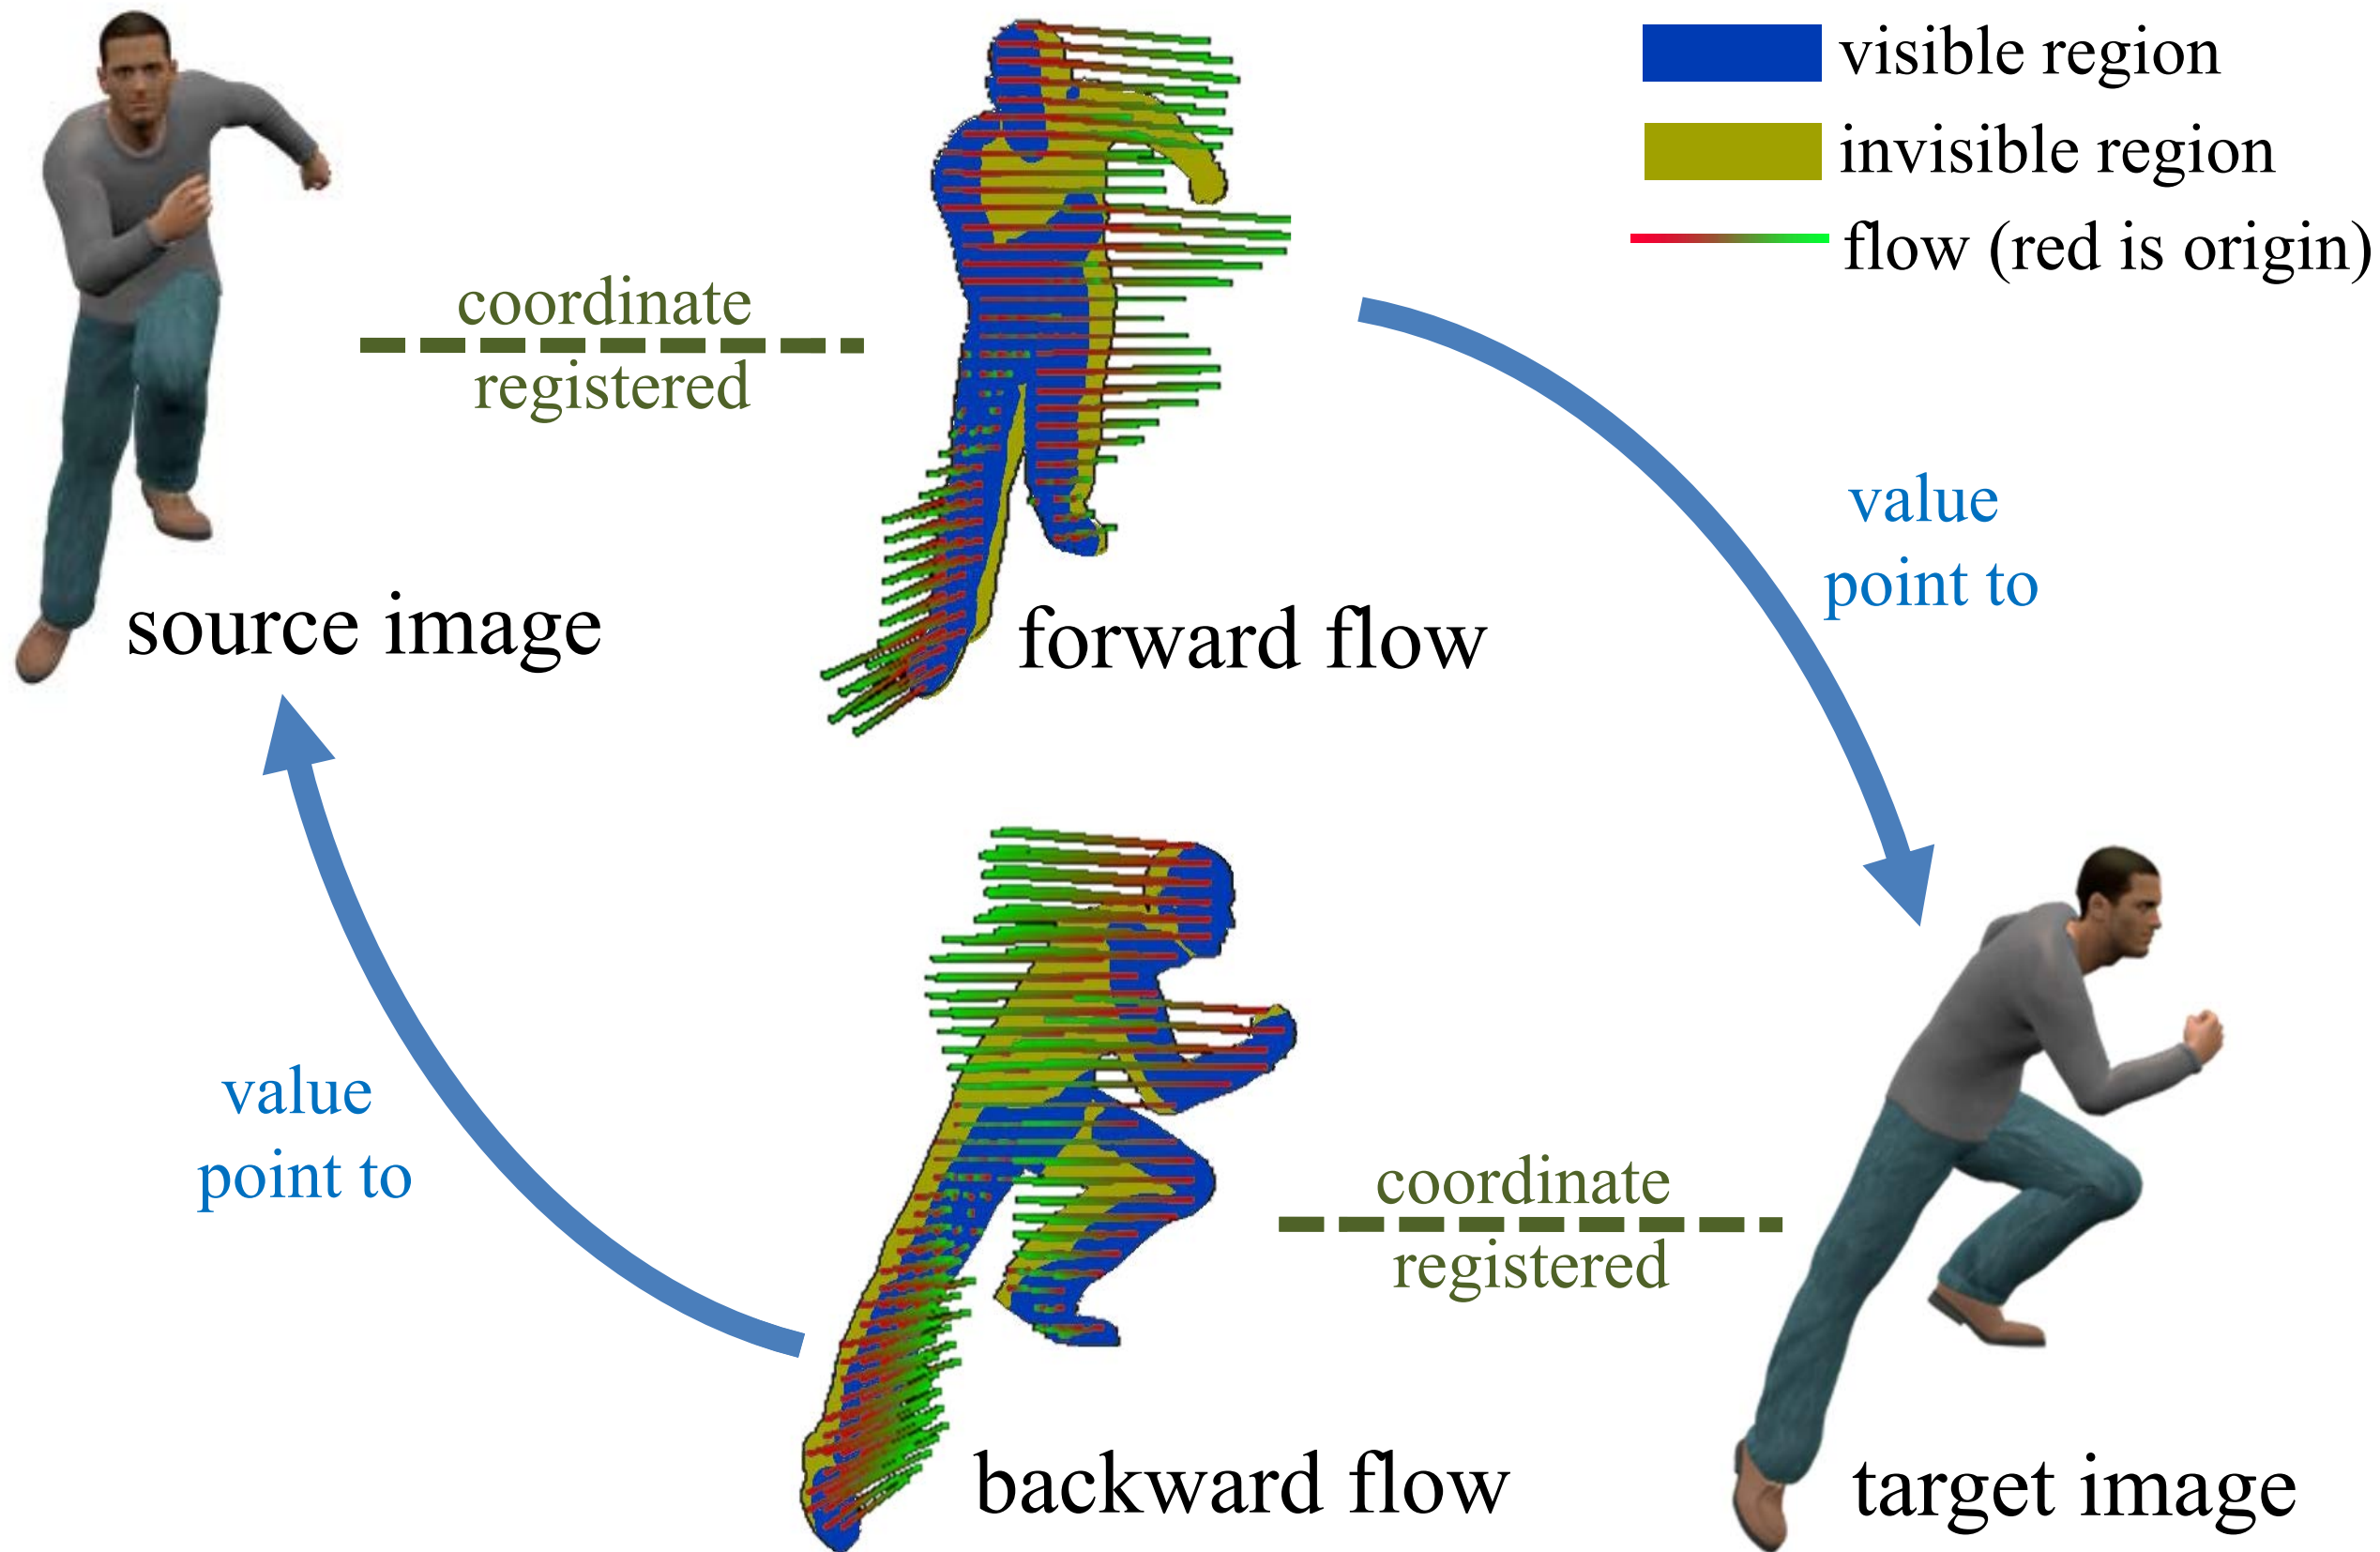 visible region
invisible region
flow (red is origin)
coordinate
registered
value
point to
source image
forward flow
value
point to
coordinate
registered
backward flow
target image